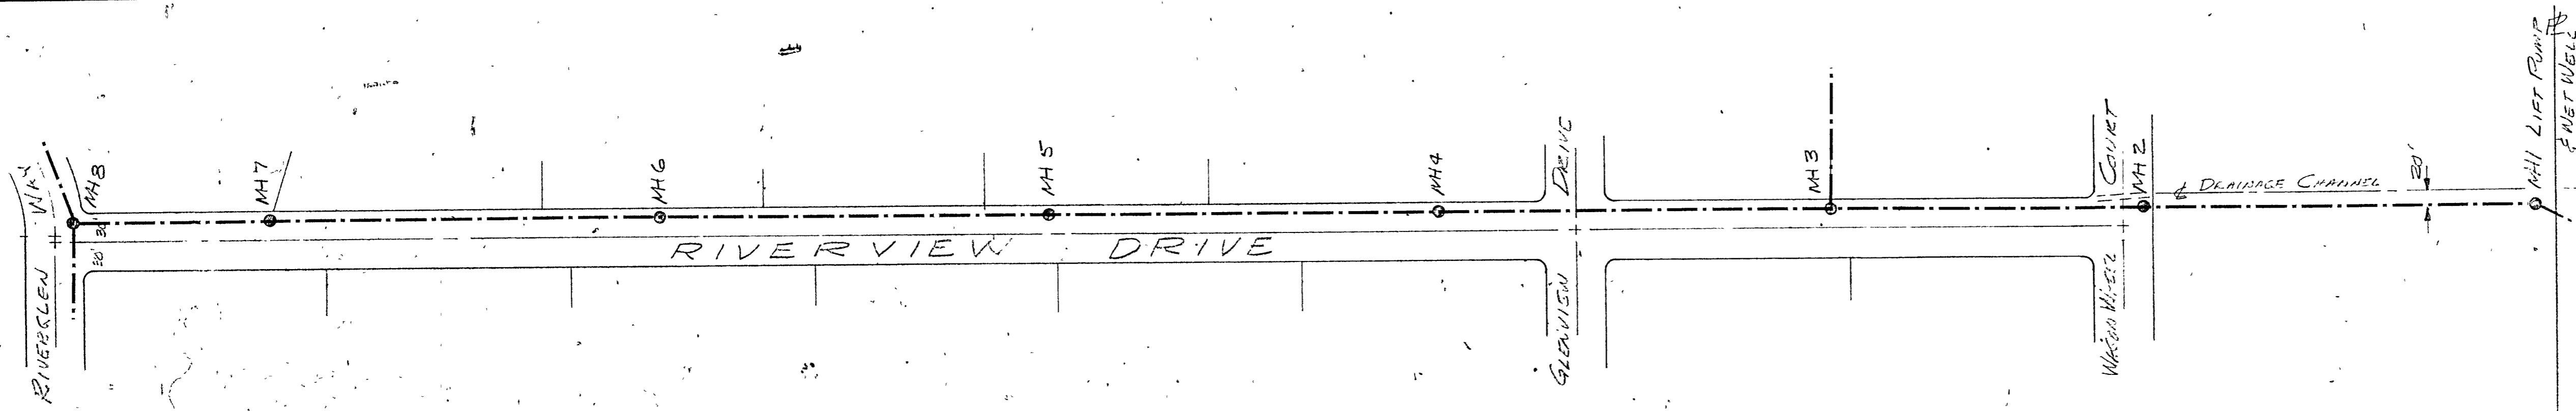 RIVERGLEN WAY
MH8
30'
30'
MH7
MH6
MH5
MH4
RIVERVIEW DRIVE
GLENVIEW DRIVE
MH3
COURT
MH2
℄ DRAINAGE CHANNEL
20'
MH1 LIFT PUMP
& WET WELL